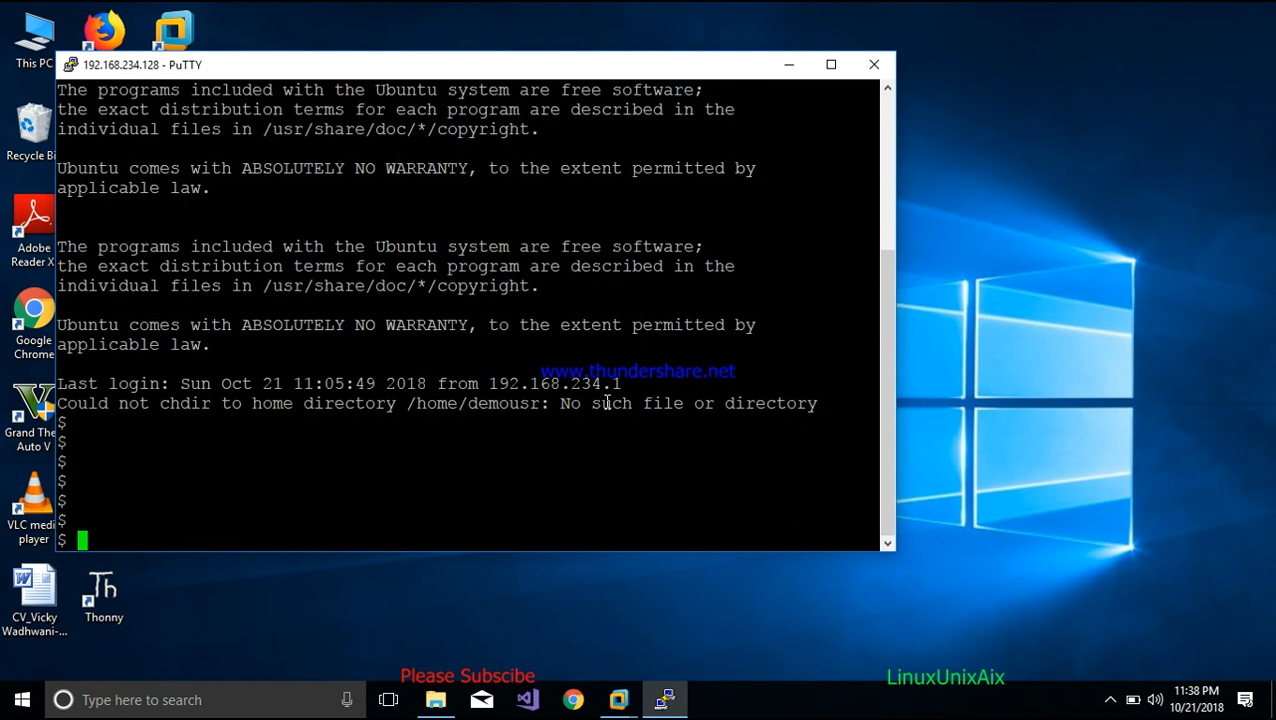 This PC
192.168.234.128 - PuTTY
The programs included with the Ubuntu system are free software;
the exact distribution terms for each program are described in the
individual files in /usr/share/doc/*/copyright.
Ubuntu comes with ABSOLUTELY NO WARRANTY, to the extent permitted by
applicable law.
The programs included with the Ubuntu system are free software;
the exact distribution terms for each program are described in the
individual files in /usr/share/doc/*/copyright.
Ubuntu comes with ABSOLUTELY NO WARRANTY, to the extent permitted by
applicable law.
www.thundershare.net
Last login: Sun Oct 21 11:05:49 2018 from 192.168.234.1
Could not chdir to home directory /home/demousr: No such file or directory
$
$
$
$
$
$
$
Recycle Bi
Adobe
Reader X
Google
Chrome
Grand The
Auto V
VLC medi
player
CV_Vicky
Wadhwani-...
Th
Thonny
Please Subscibe
LinuxUnixAix
Type here to search
11:38 PM
10/21/2018